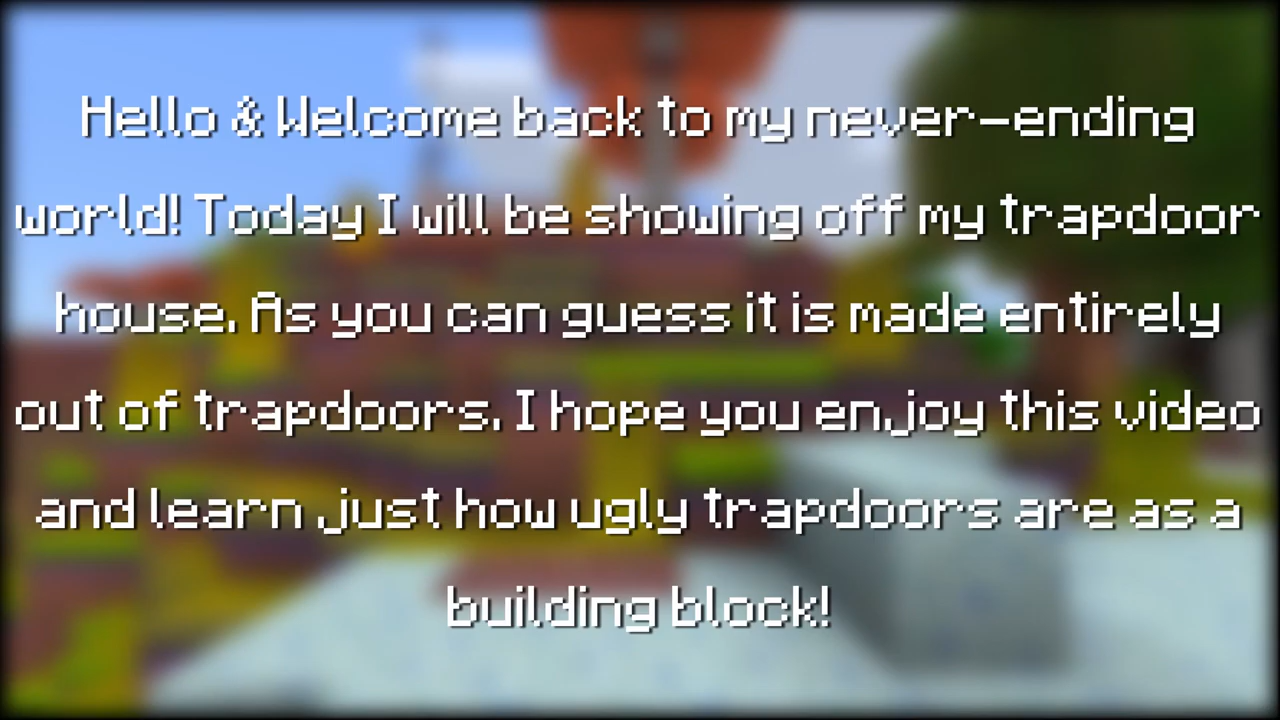 Hello & Welcome back to my never-ending
world! Today I will be showing off my trapdoor
house. As you can guess it is made entirely
out of trapdoors. I hope you enjoy this video
and learn just how ugly trapdoors are as a
building block!